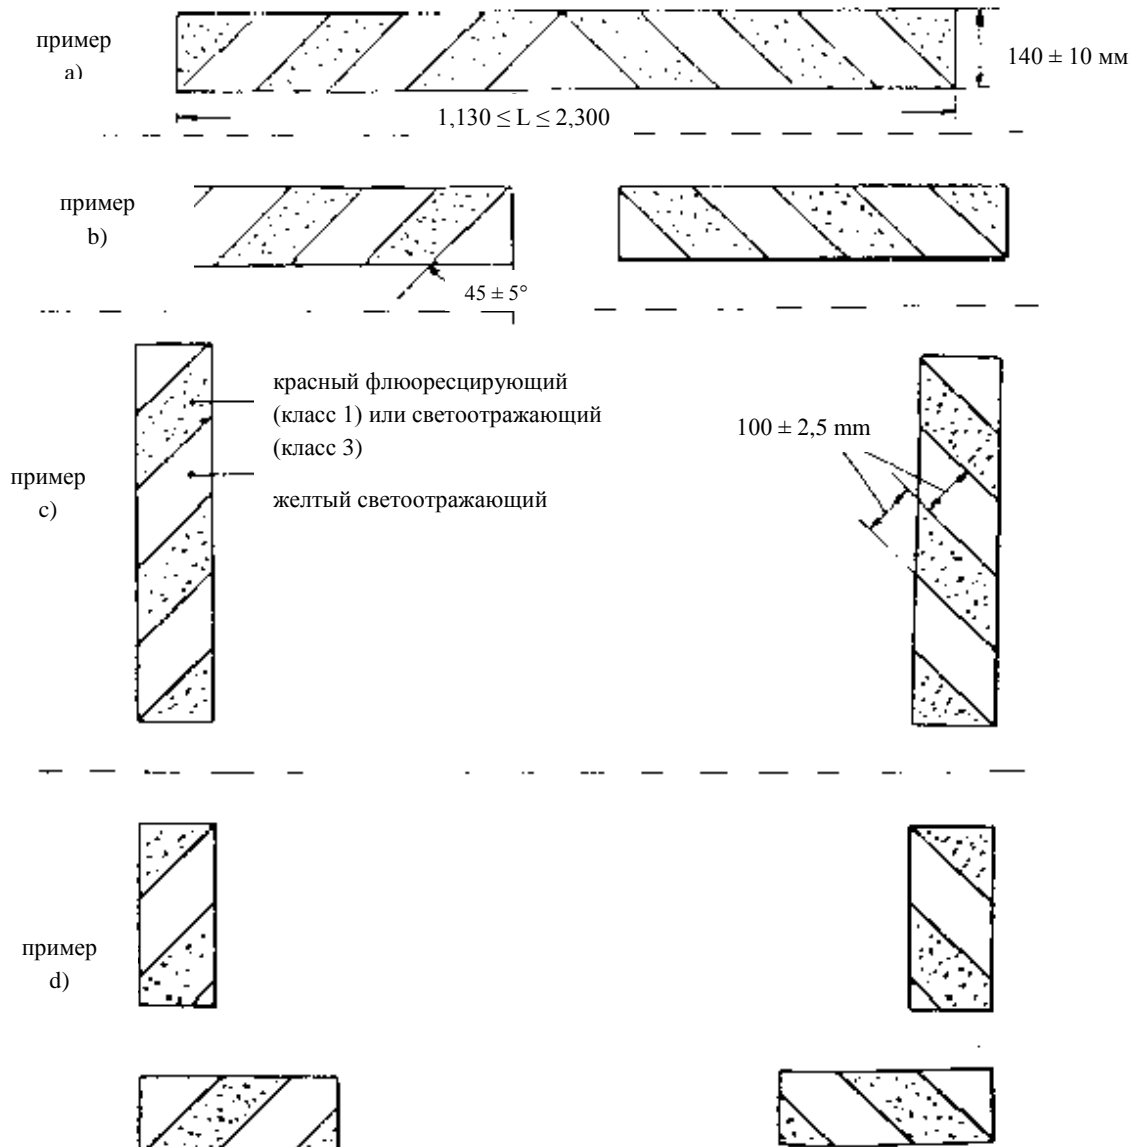 пример
a)
140 ± 10 мм
1,130 ≤ L ≤ 2,300
пример
b)
45 ± 5°
красный флюоресцирующий
(класс 1) или светоотражающий
(класс 3)
100 ± 2,5 mm
пример
c)
желтый светоотражающий
пример
d)